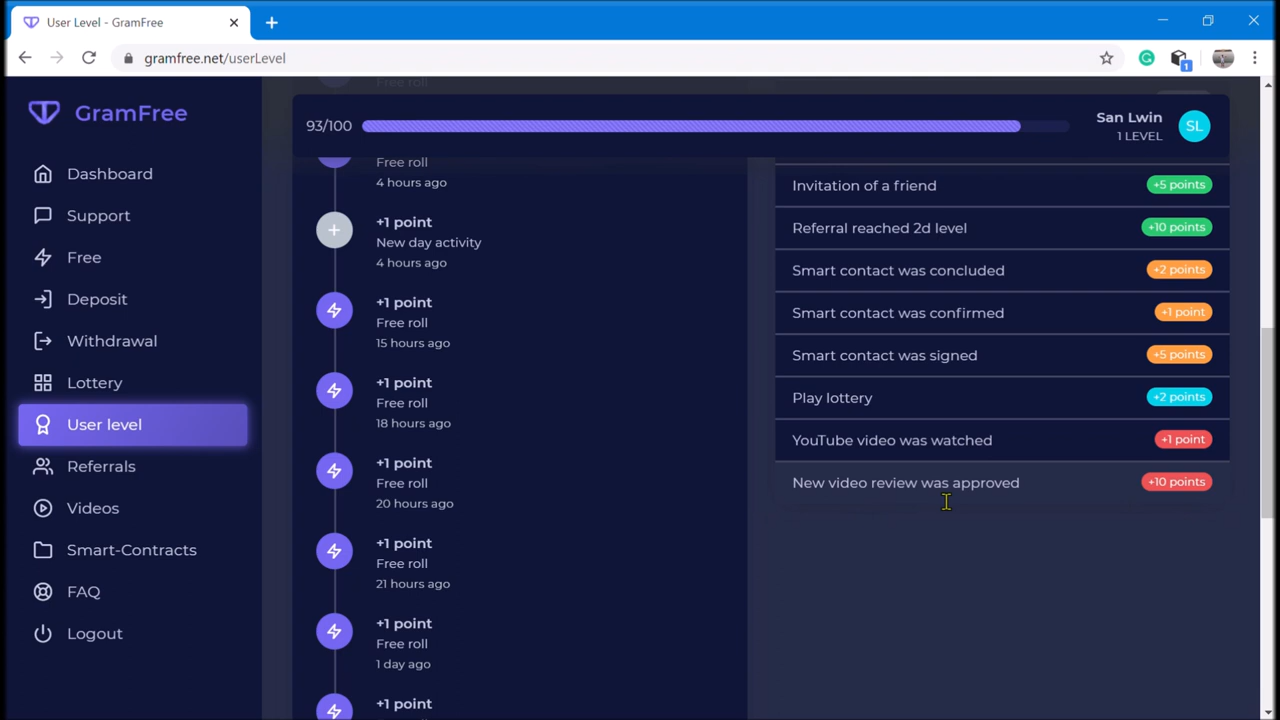 User Level - GramFree
gramfree.net/userLevel
1
GramFree
Dashboard
Support
Free
Deposit
Withdrawal
Lottery
User level
Referrals
Videos
Smart-Contracts
FAQ
Logout
Free roll
93/100
San Lwin
1 LEVEL
SL
Free roll
4 hours ago
+1 point
New day activity
4 hours ago
+1 point
Free roll
15 hours ago
+1 point
Free roll
18 hours ago
+1 point
Free roll
20 hours ago
+1 point
Free roll
21 hours ago
+1 point
Free roll
1 day ago
+1 point
Invitation of a friend +5 points
Referral reached 2d level +10 points
Smart contact was concluded +2 points
Smart contact was confirmed +1 point
Smart contact was signed +5 points
Play lottery +2 points
YouTube video was watched +1 point
New video review was approved +10 points